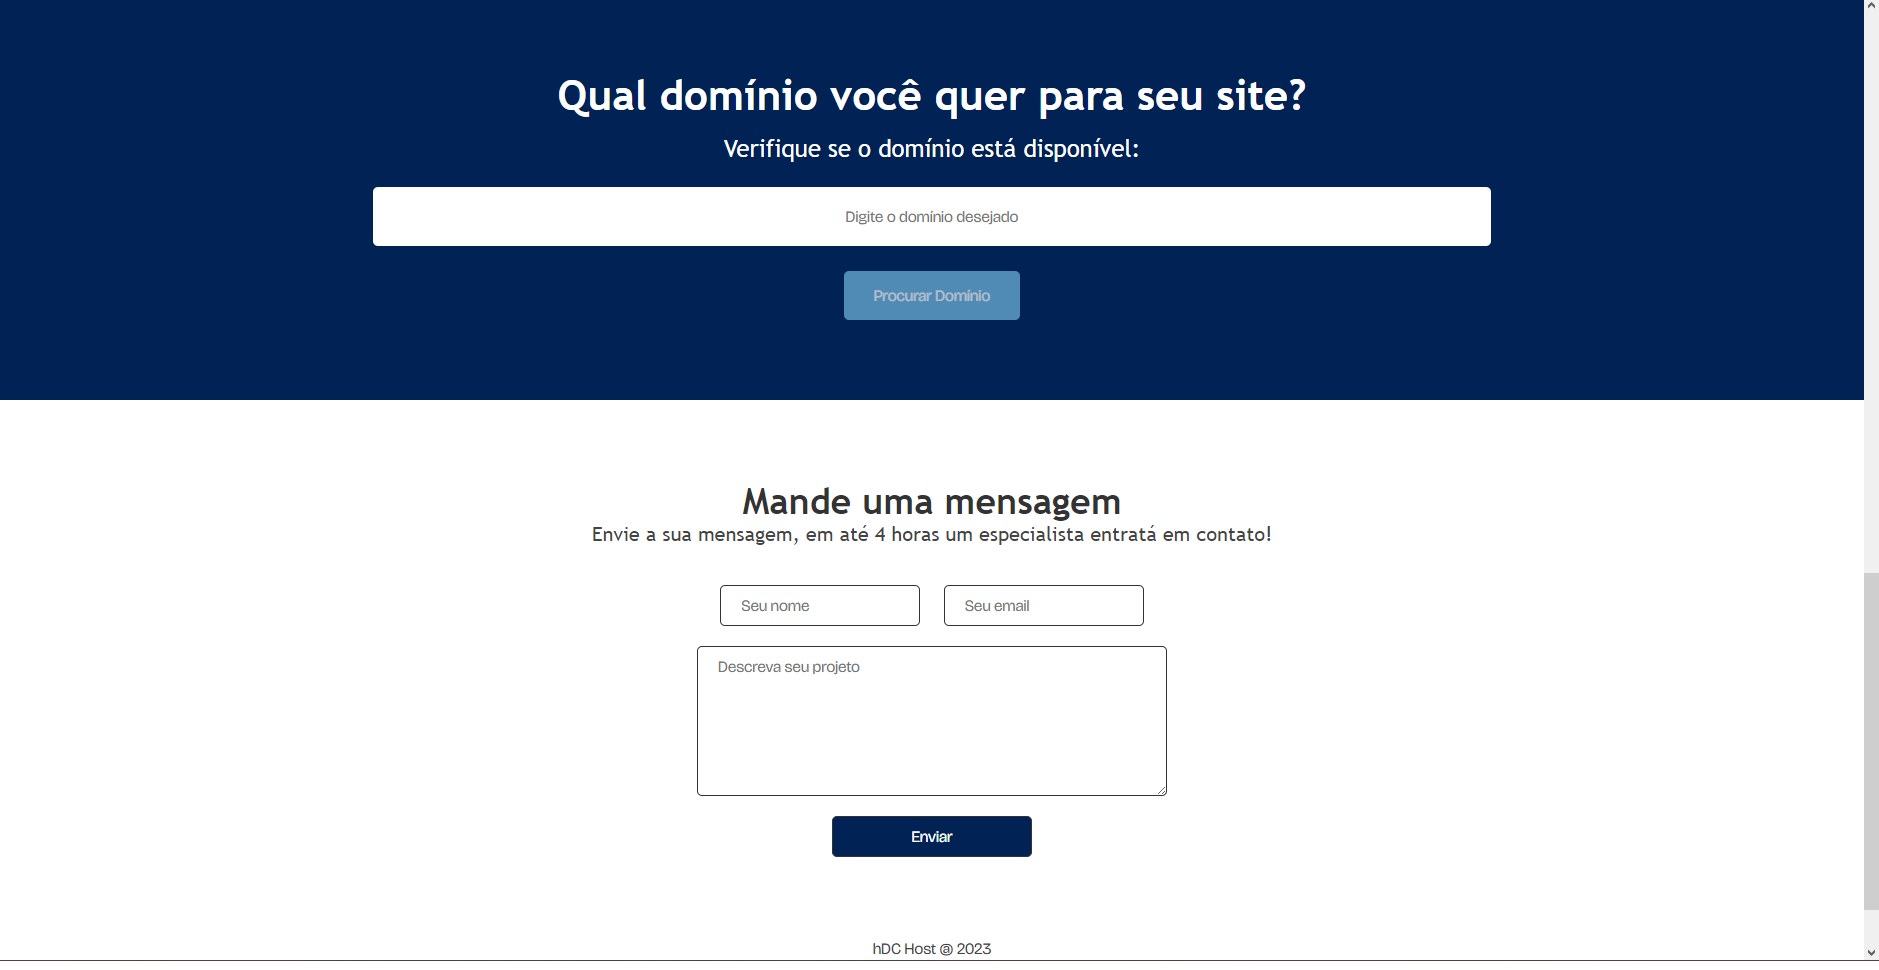 Qual domínio você quer para seu site?
Verifique se o domínio está disponível:
Digite o domínio desejado
Procurar Domínio
Mande uma mensagem
Envie a sua mensagem, em até 4 horas um especialista entratá em contato!
Seu nome
Seu email
Descreva seu projeto
Enviar
hDC Host @ 2023